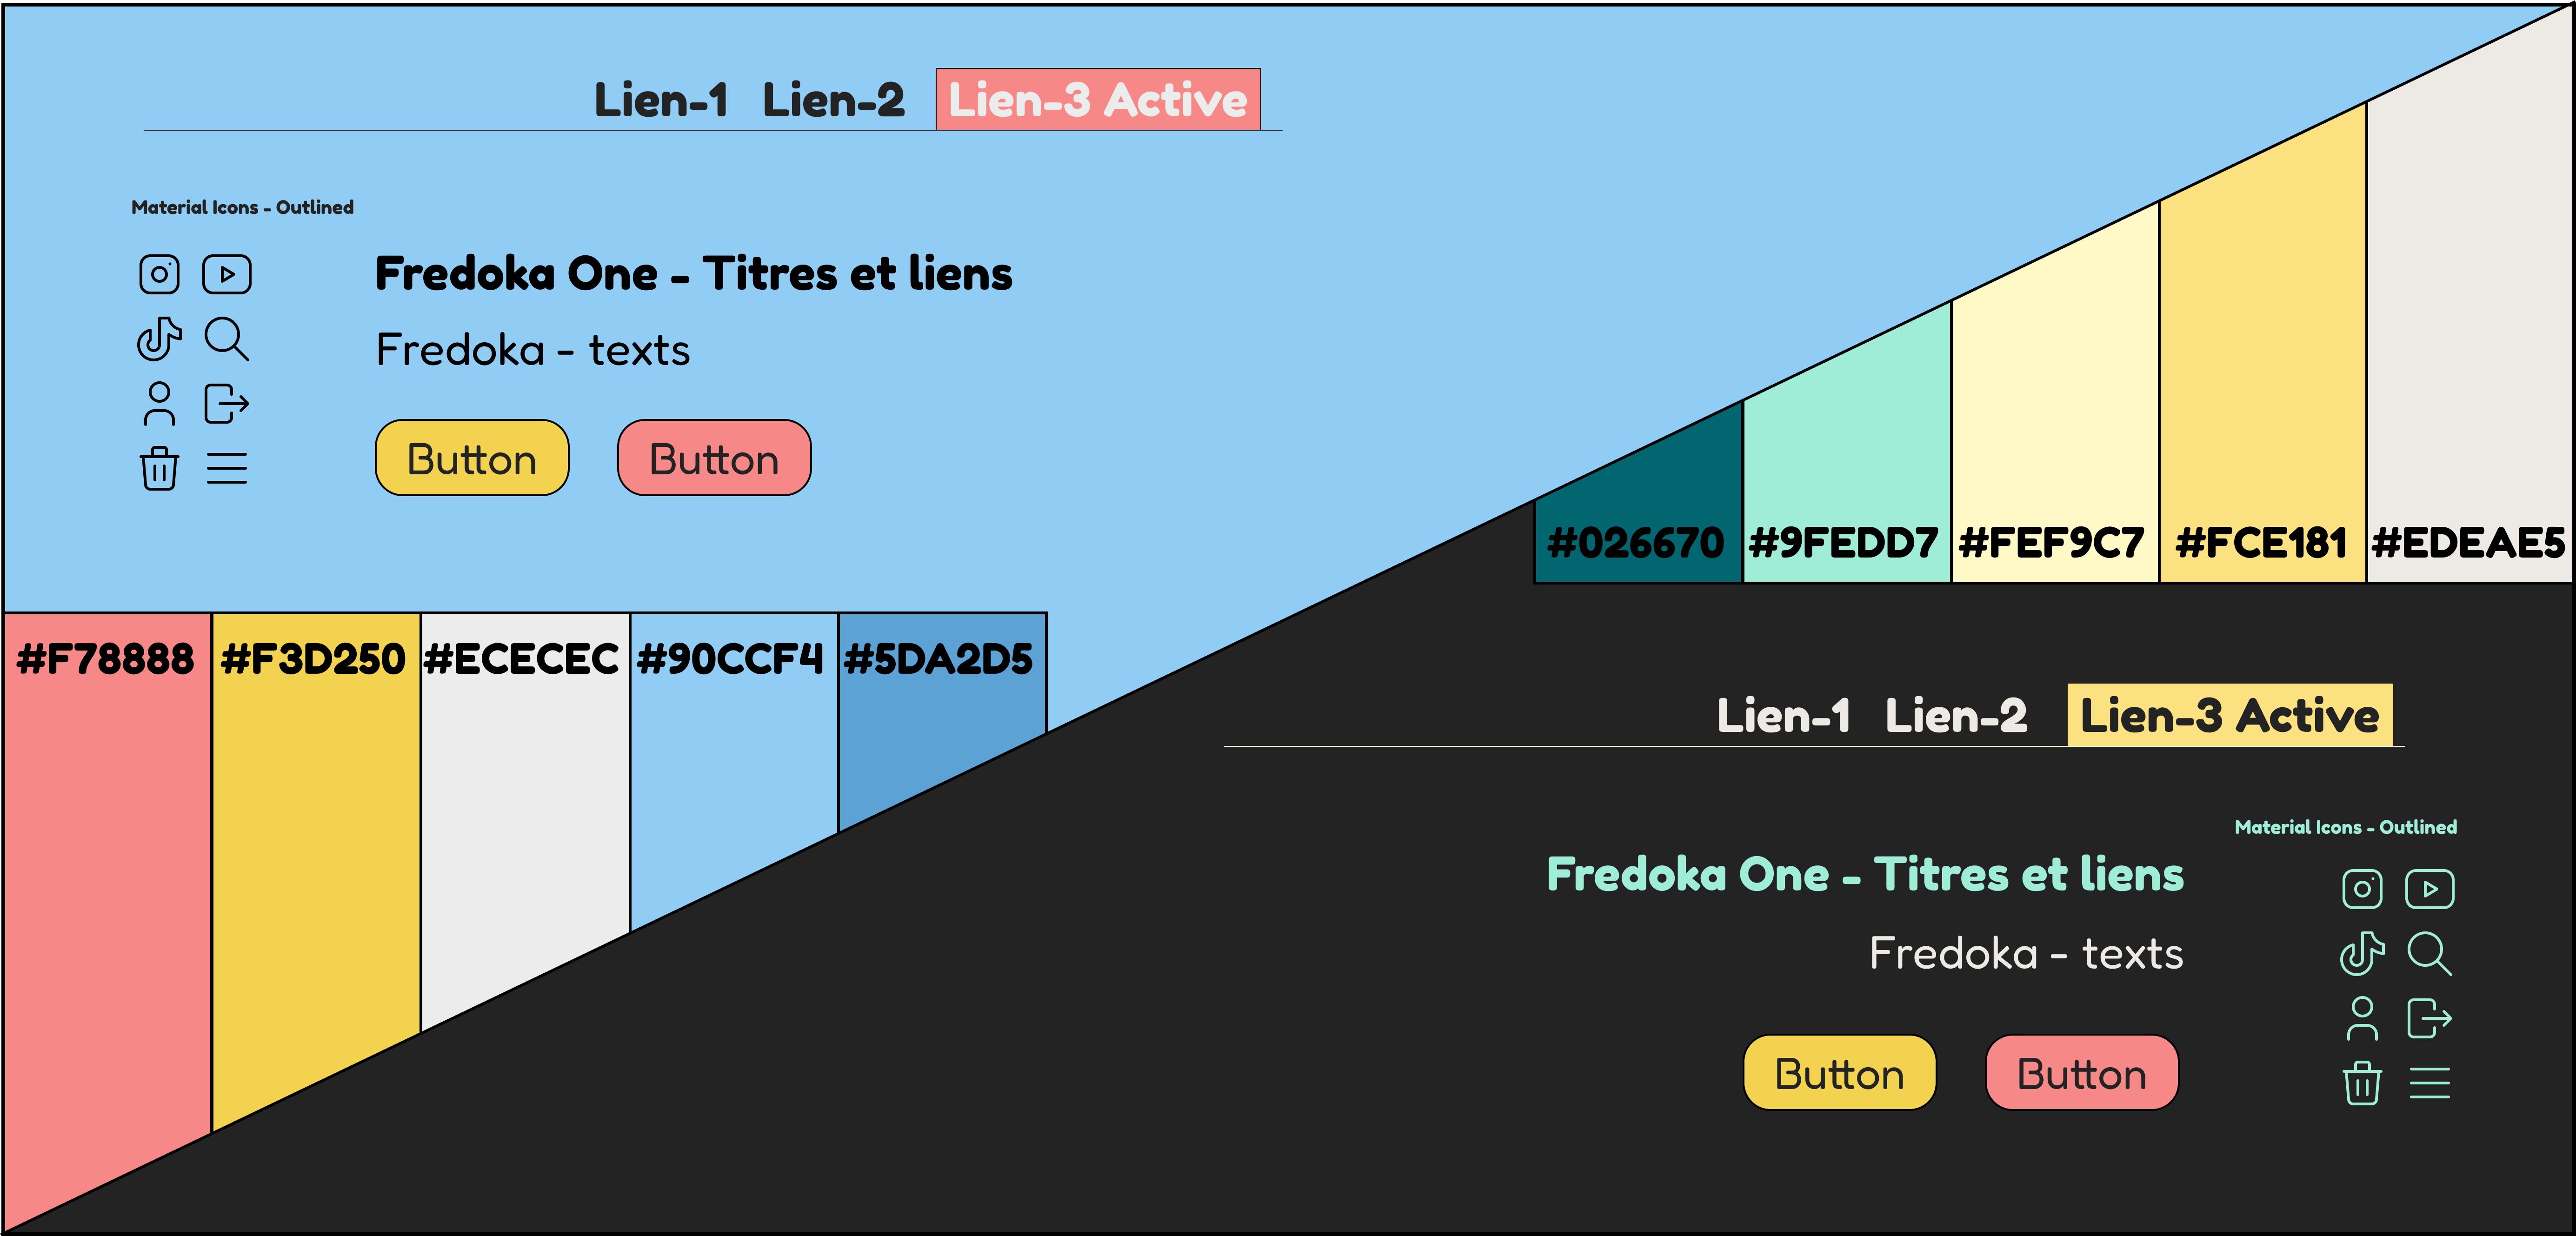 Lien-1 Lien-2 Lien-3 Active
Material Icons - Outlined
Fredoka One - Titres et liens
Fredoka - texts
Button Button
#026670 #9FEDD7 #FEF9C7 #FCE181 #EDEAE5
#F78888 #F3D250 #ECECEC #90CCF4 #5DA2D5
Lien-1 Lien-2 Lien-3 Active
Material Icons - Outlined
Fredoka One - Titres et liens
Fredoka - texts
Button Button